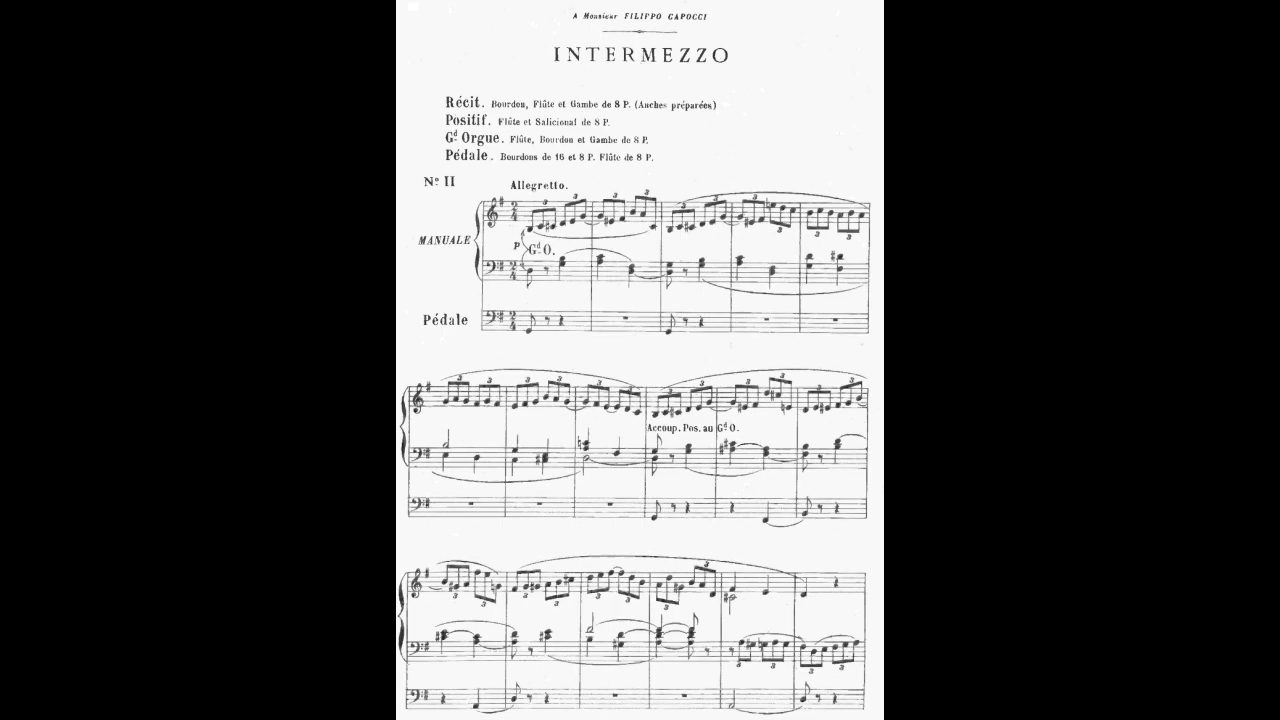 A Monsieur FILIPPO CAPOCCI
INTERMEZZO
Récit. Bourdon, Flûte et Gambe de 8 P. (Anches préparées)
Positif. Flûte et Salicional de 8 P.
Gd. Orgue. Flûte, Bourdon et Gambe de 8 P.
Pédale. Bourdons de 16 et 8 P. Flûte de 8 P.
No II
Allegretto.
MANUALE
p
Gd. O.
Pédale
Accoup. Pos. au Gd O.